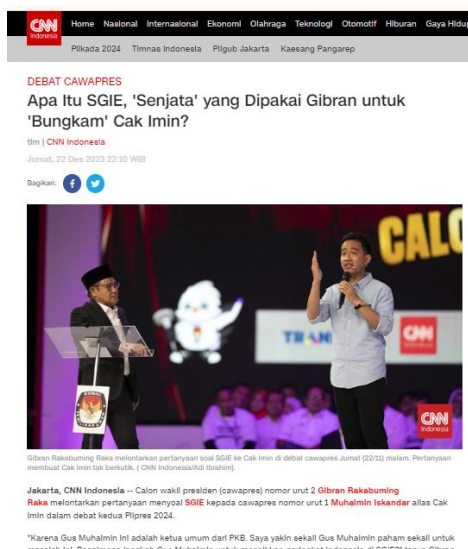 CNN
Indonesia
Home Nasional Internasional Ekonomi Olahraga Teknologi Otomotif Hiburan Gaya Hidup
Pilkada 2024 Timnas Indonesia Pilgub Jakarta Kaesang Pangarep
DEBAT CAWAPRES
Apa Itu SGIE, 'Senjata' yang Dipakai Gibran untuk
'Bungkam' Cak Imin?
tim | CNN Indonesia
Jumat, 22 Des 2023 22:10 WIB
Bagikan:
CALO
TRAN
CNN
Indonesia
CNN
Indonesia
Gibran Rakabuming Raka melontarkan pertanyaan soal SGIE ke Cak Imin di debat cawapres Jumat (22/11) malam. Pertanyaan
membuat Cak Imin tak berkutik. ( CNN Indonesia/Adi Ibrahim).
Jakarta, CNN Indonesia -- Calon wakil presiden (cawapres) nomor urut 2 Gibran Rakabuming
Raka melontarkan pertanyaan menyoal SGIE kepada cawapres nomor urut 1 Muhaimin Iskandar alias Cak
Imin dalam debat kedua Pilpres 2024.
"Karena Gus Muhaimin ini adalah ketua umum dari PKB. Saya yakin sekali Gus Muhaimin paham sekali untuk